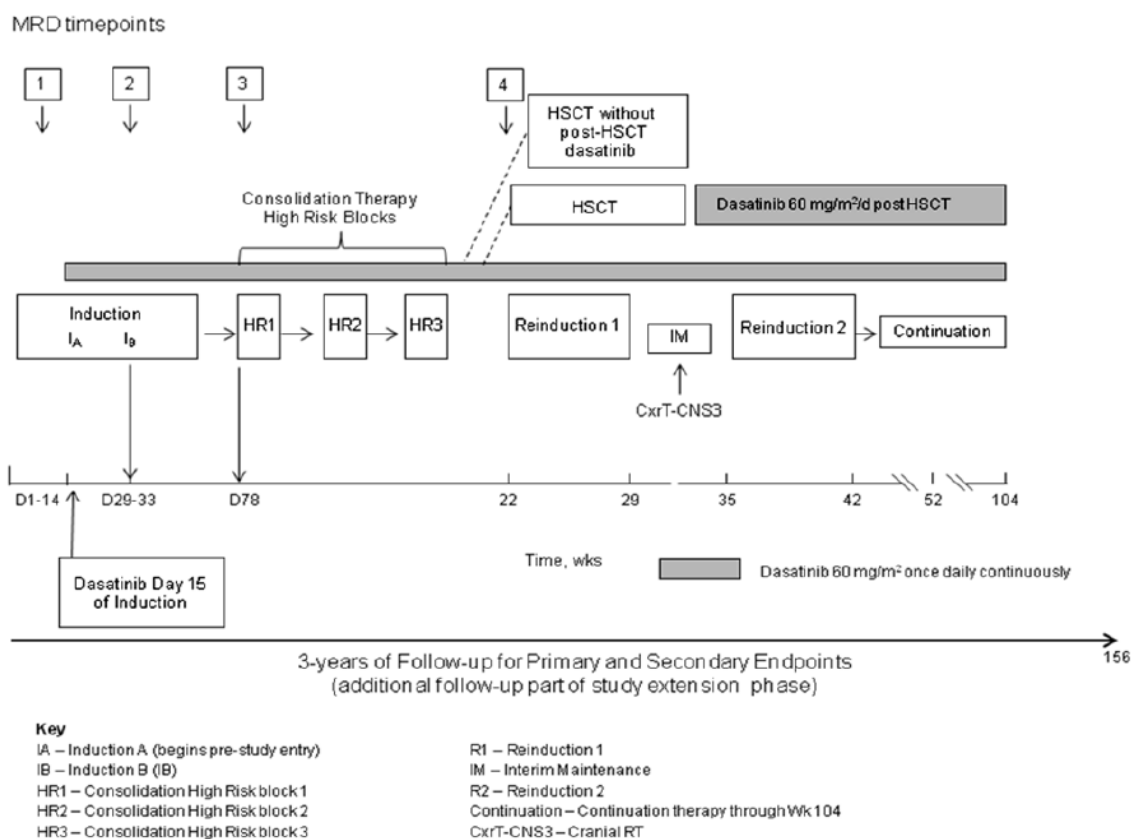 MRD timepoints
1
2
3
4
HSCT without
post-HSCT
dasatinib
HSCT
Dasatinib 60 mg/m²/d post HSCT
Consolidation Therapy
High Risk Blocks
Induction
IA IB
HR1
HR2
HR3
Reinduction 1
IM
Reinduction 2
Continuation
CxrT-CNS3
D1-14
D29-33
D78
22
29
35
42
52
104
Dasatinib Day 15
of Induction
Time, wks
Dasatinib 60 mg/m² once daily continuously
156
3-years of Follow-up for Primary and Secondary Endpoints
(additional follow-up part of study extension phase)
Key
IA – Induction A (begins pre-study entry)
IB – Induction B (IB)
HR1 – Consolidation High Risk block 1
HR2 – Consolidation High Risk block 2
HR3 – Consolidation High Risk block 3
R1 – Reinduction 1
IM – Interim Maintenance
R2 – Reinduction 2
Continuation – Continuation therapy through Wk 104
CxrT-CNS3 – Cranial RT